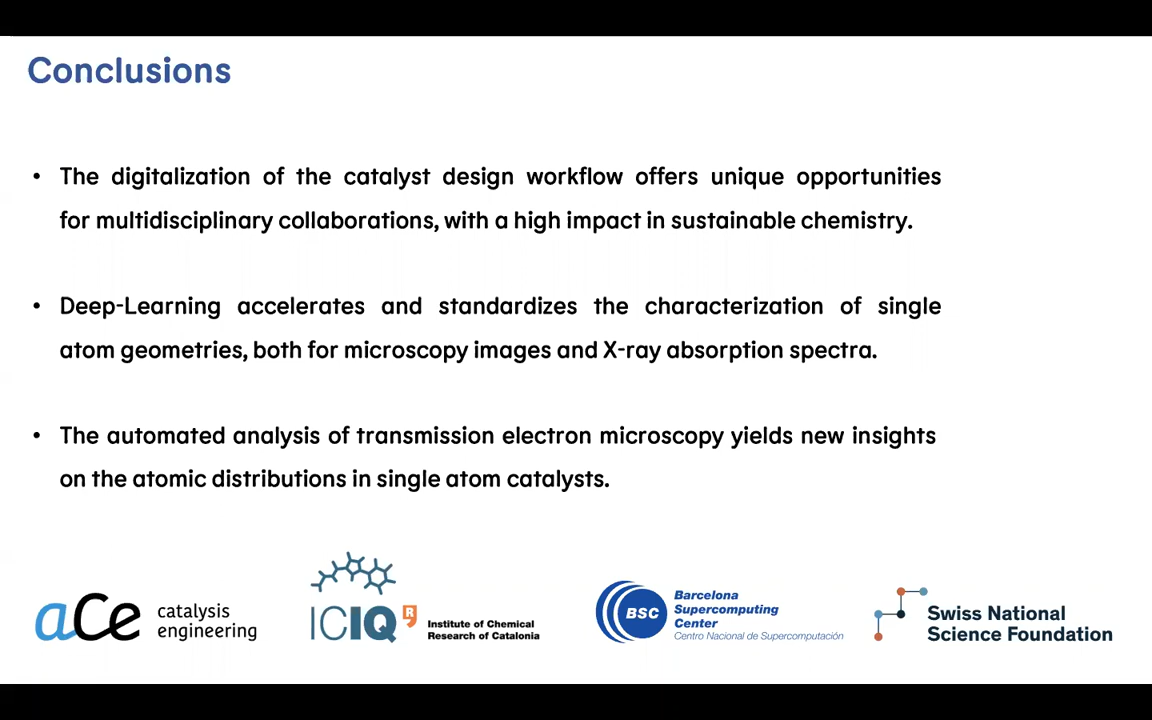 Conclusions
• The digitalization of the catalyst design workflow offers unique opportunities
for multidisciplinary collaborations, with a high impact in sustainable chemistry.
• Deep-Learning accelerates and standardizes the characterization of single
atom geometries, both for microscopy images and X-ray absorption spectra.
• The automated analysis of transmission electron microscopy yields new insights
on the atomic distributions in single atom catalysts.
aCe catalysis
engineering
ICIQR
Institute of Chemical
Research of Catalonia
BSC
Barcelona
Supercomputing
Center
Centro Nacional de Supercomputación
Swiss National
Science Foundation